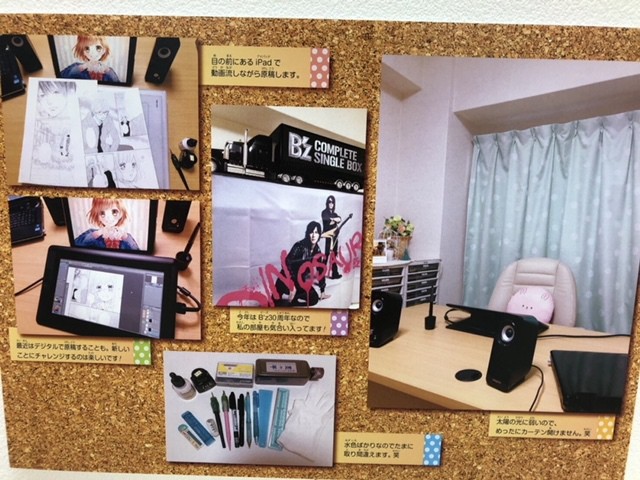 目の前にあるiPadで
動画流しながら原稿します。
B'z COMPLETE
SINGLE BOX
DINOSAUR
今年はB'z30周年なので
私の部屋も気合い入ってます!
最近はデジタルで原稿することも。新しい
ことにチャレンジするのは楽しいです!
水色ばかりなのでたまに
取り間違えます。笑
太陽の光に弱いので、
めったにカーテン開けません。笑